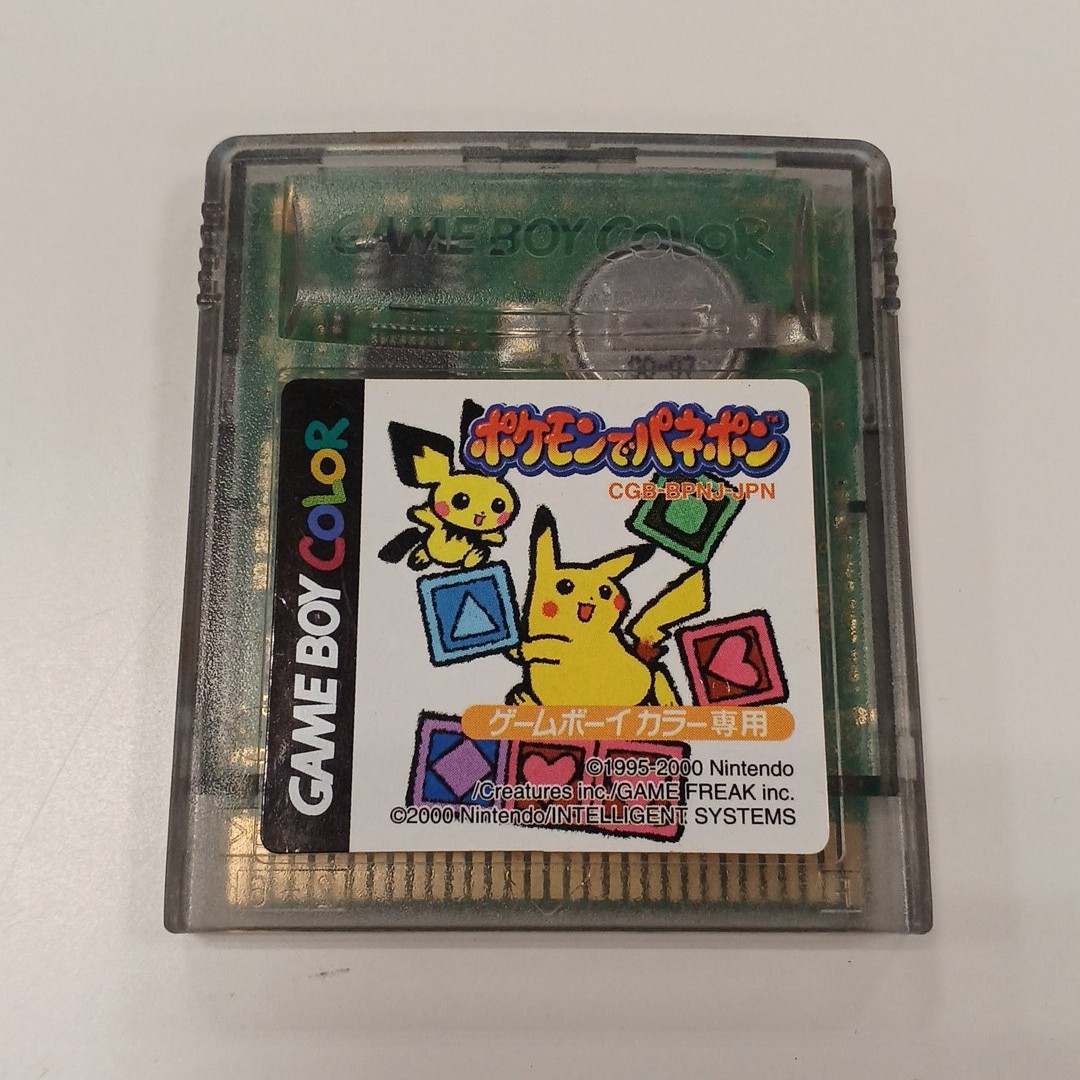 GAME BOY COLOR
ポケモンでパネポン™
CGB-BPNJ-JPN
GAME BOY COLOR
ゲームボーイ カラー専用
©1995-2000 Nintendo
/Creatures inc./GAME FREAK inc.
©2000 Nintendo/INTELLIGENT SYSTEMS